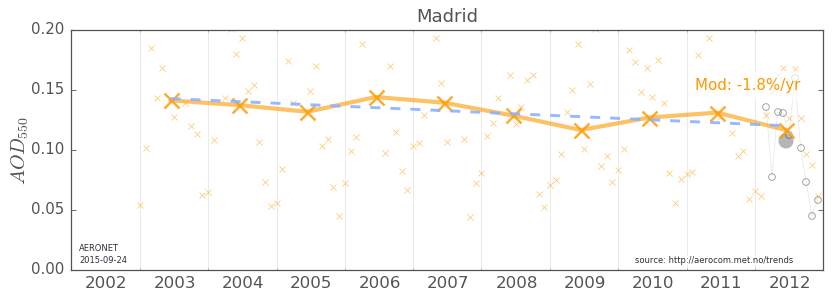 Madrid
0.20
0.15
0.10
0.05
0.00
AOD550
Mod: -1.8%/yr
AERONET
2015-09-24
source: http://aerocom.met.no/trends
2002 2003 2004 2005 2006 2007 2008 2009 2010 2011 2012